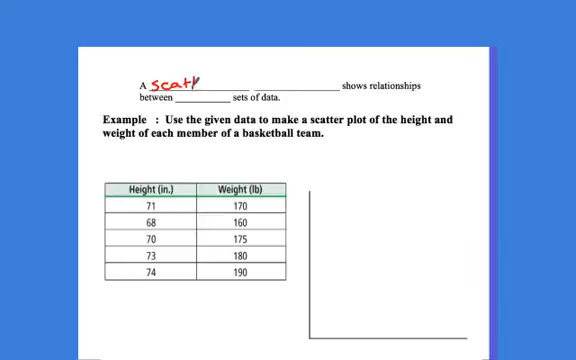 A scatt __________ shows relationships
between __________ sets of data.
Example : Use the given data to make a scatter plot of the height and
weight of each member of a basketball team.
Height (in.) Weight (lb)
71 170
68 160
70 175
73 180
74 190